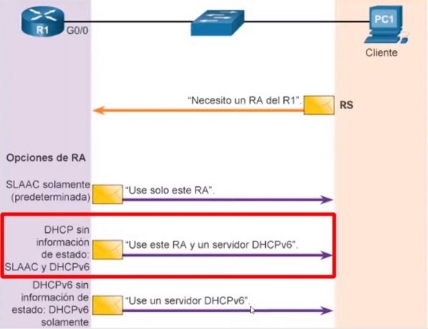 R1
G0/0
PC1
Cliente
"Necesito un RA del R1".
RS
Opciones de RA
SLAAC solamente
(predeterminada)
"Use solo este RA".
DHCP sin
información
de estado:
SLAAC y DHCPv6
"Use este RA y un servidor DHCPv6".
DHCPv6 sin
información de
estado: DHCPv6
solamente
"Use un servidor DHCPv6".